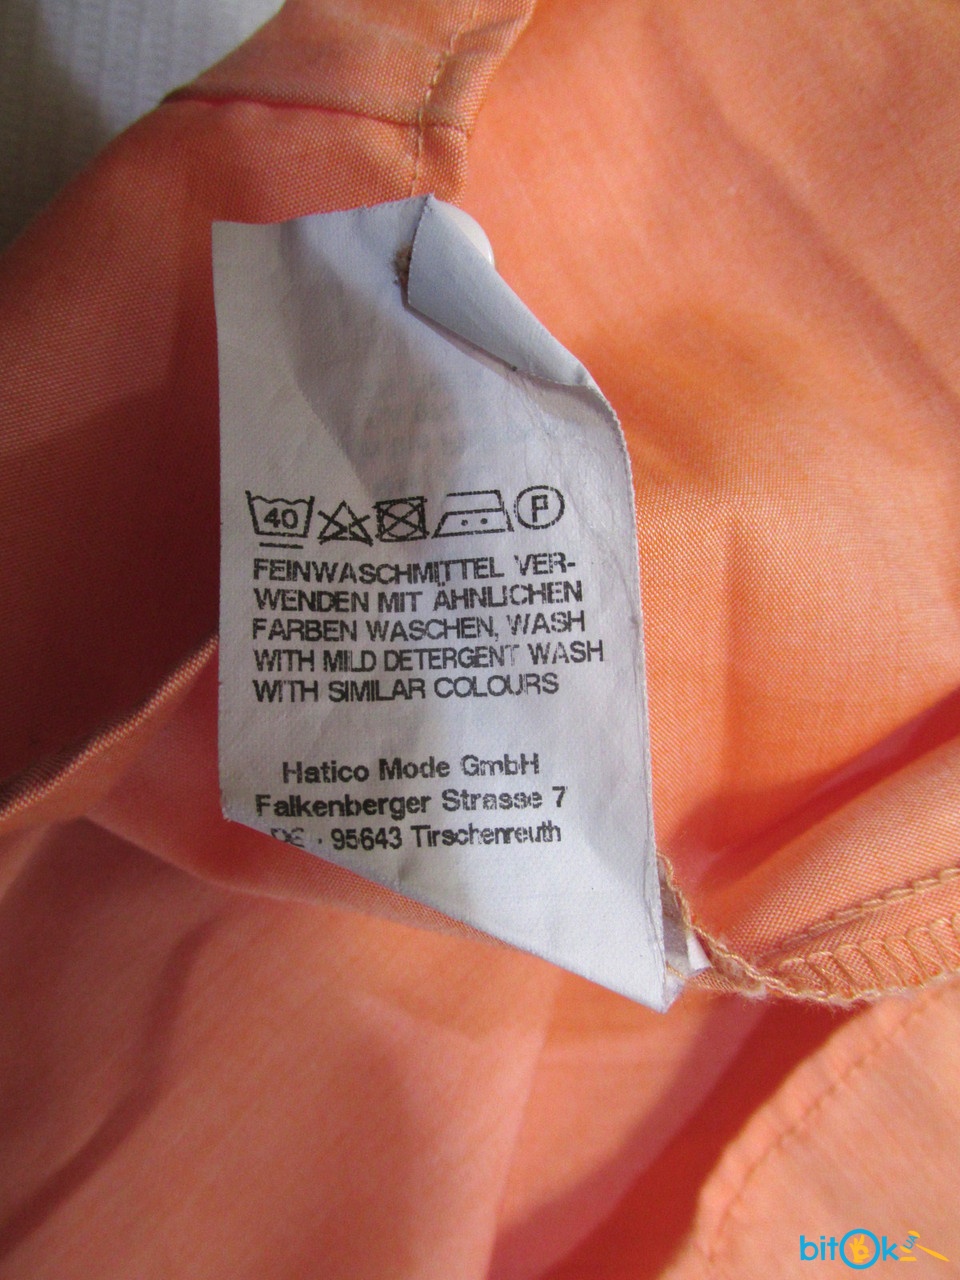 40
P
FEINWASCHMITTEL VER-
WENDEN MIT ÄHNLICHEN
FARBEN WASCHEN, WASH
WITH MILD DETERGENT WASH
WITH SIMILAR COLOURS
Hatico Mode GmbH
Falkenberger Strasse 7
· 95643 Tirschenreuth
bitOk